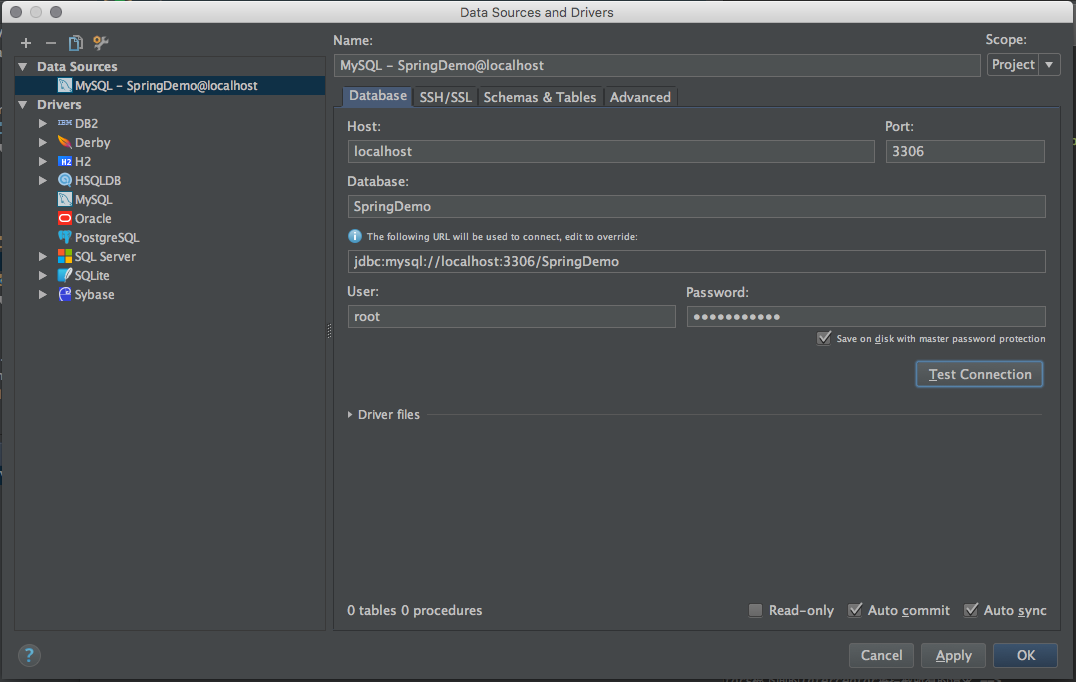 Data Sources and Drivers
Name:
Scope:
MySQL – SpringDemo@localhost
Project
Data Sources
MySQL – SpringDemo@localhost
Drivers
IBM DB2
Derby
H2 H2
HSQLDB
MySQL
Oracle
PostgreSQL
SQL Server
SQLite
Sybase
Database SSH/SSL Schemas & Tables Advanced
Host:
Port:
localhost
3306
Database:
SpringDemo
The following URL will be used to connect, edit to override:
jdbc:mysql://localhost:3306/SpringDemo
User:
Password:
root
●●●●●●●●●●●
Save on disk with master password protection
Test Connection
Driver files
0 tables 0 procedures
Read-only
Auto commit
Auto sync
?
Cancel
Apply
OK